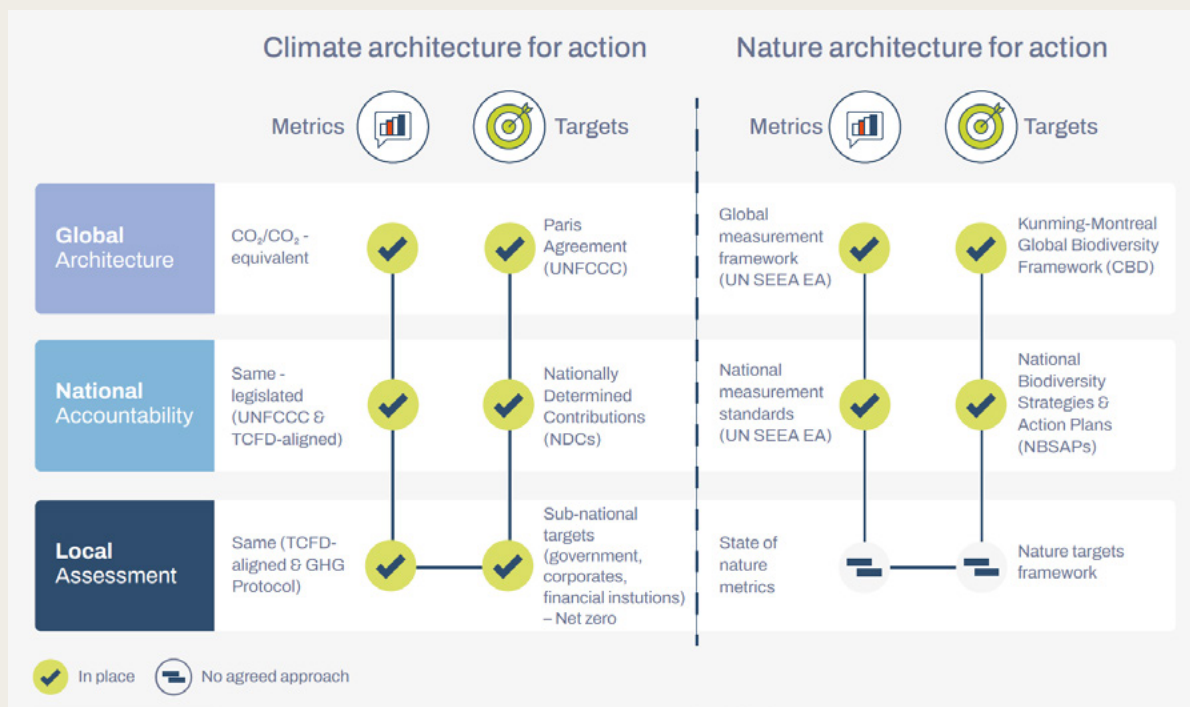 Climate architecture for action
Nature architecture for action
Metrics
Targets
Metrics
Targets
Global
Architecture
CO₂/CO₂ -
equivalent
Paris
Agreement
(UNFCCC)
Global
measurement
framework
(UN SEEA EA)
Kunming-Montreal
Global Biodiversity
Framework (CBD)
National
Accountability
Same -
legislated
(UNFCCC &
TCFD-aligned)
Nationally
Determined
Contributions
(NDCs)
National
measurement
standards
(UN SEEA EA)
National
Biodiversity
Strategies &
Action Plans
(NBSAPs)
Local
Assessment
Same (TCFD-
aligned & GHG
Protocol)
Sub-national
targets
(government,
corporates,
financial instutions)
– Net zero
State of
nature
metrics
Nature targets
framework
In place
No agreed approach